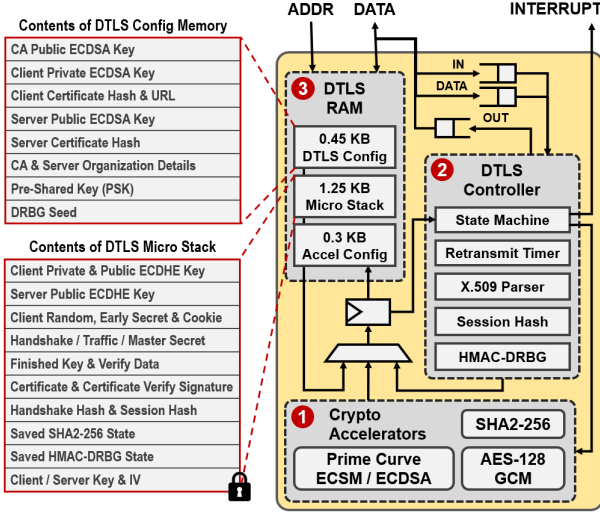 Contents of DTLS Config Memory
CA Public ECDSA Key
Client Private ECDSA Key
Client Certificate Hash & URL
Server Public ECDSA Key
Server Certificate Hash
CA & Server Organization Details
Pre-Shared Key (PSK)
DRBG Seed
Contents of DTLS Micro Stack
Client Private & Public ECDHE Key
Server Public ECDHE Key
Client Random, Early Secret & Cookie
Handshake / Traffic / Master Secret
Finished Key & Verify Data
Certificate & Certificate Verify Signature
Handshake Hash & Session Hash
Saved SHA2-256 State
Saved HMAC-DRBG State
Client / Server Key & IV
ADDR
DATA
INTERRUPT
IN
DATA
OUT
3
DTLS
RAM
0.45 KB
DTLS Config
1.25 KB
Micro Stack
0.3 KB
Accel Config
2
DTLS
Controller
State Machine
Retransmit Timer
X.509 Parser
Session Hash
HMAC-DRBG
1
Crypto
Accelerators
SHA2-256
Prime Curve
ECSM / ECDSA
AES-128
GCM